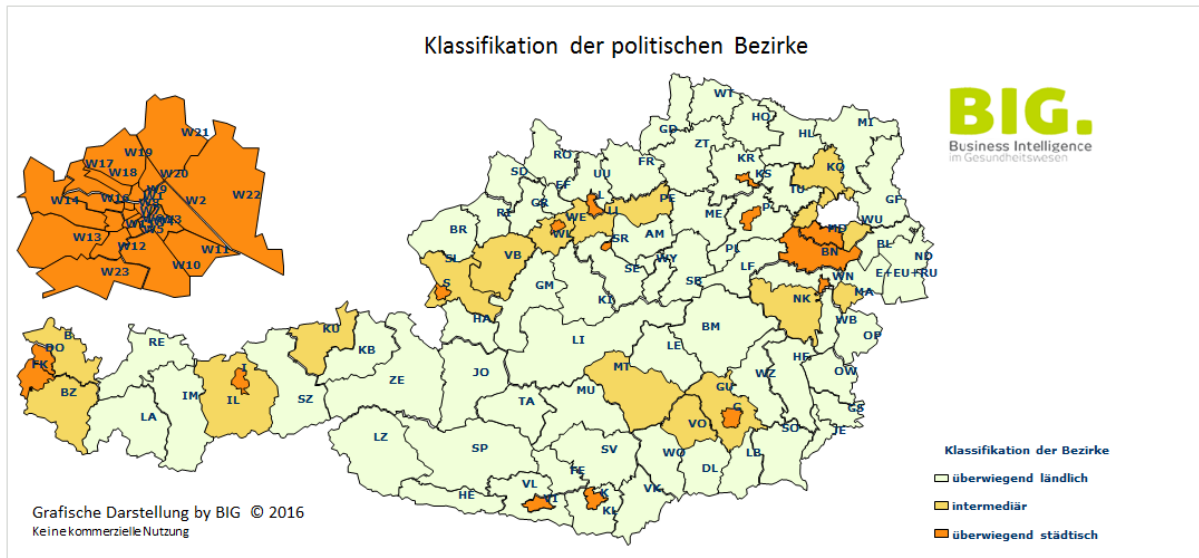 Klassifikation der politischen Bezirke
BIG.
Business Intelligence
im Gesundheitswesen
W21
W19
W17
W18
W20
W9
W14
W16
W2
W22
W13
W12
W11
W10
W23
WT
HO
HL
MI
GD
ZT
KR
KS
KO
RO
FR
SD
EF
UU
L
TU
GF
GR
PE
RI
WE
LL
P
ME
WU
MD
BR
WL
SR
AM
BL
BN
ND
SL
VB
SE
WY
PL
LF
E+EU+RU
WN
S
GM
KI
SB
NK
MA
HA
KU
B
DO
RE
FK
KB
LI
LE
BM
WB
OP
BZ
I
IL
IM
LA
SZ
ZE
JO
MT
HF
OW
GU
WZ
MU
TA
G
GS
VO
SO
JE
LZ
SP
SV
WO
LB
DL
FE
VL
VI
K
VK
HE
KL
Klassifikation der Bezirke
überwiegend ländlich
intermediär
überwiegend städtisch
Grafische Darstellung by BIG © 2016
Keine kommerzielle Nutzung